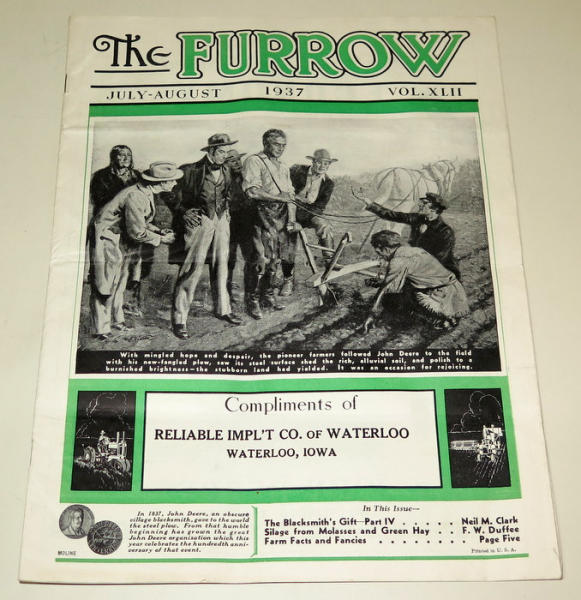 The FURROW
JULY-AUGUST 1937 VOL. XLII
With mingled hope and despair, the pioneer farmers followed John Deere to the field
with his new-fangled plow, saw its steel surface shed the rich, alluvial soil, and polish to a
burnished brightness—the stubborn land had yielded. It was an occasion for rejoicing.
Compliments of
RELIABLE IMPL'T CO. OF WATERLOO
WATERLOO, IOWA
In 1837, John Deere, an obscure
village blacksmith, gave to the world
the steel plow. From that humble
beginning has grown the great
John Deere organization which this
year celebrates the hundredth anni-
versary of that event.
MOLINE
In This Issue—
The Blacksmith's Gift—Part IV . . . . . Neil M. Clark
Silage from Molasses and Green Hay . . F. W. Duffee
Farm Facts and Fancies . . . . . . . . Page Five
Printed in U. S. A.